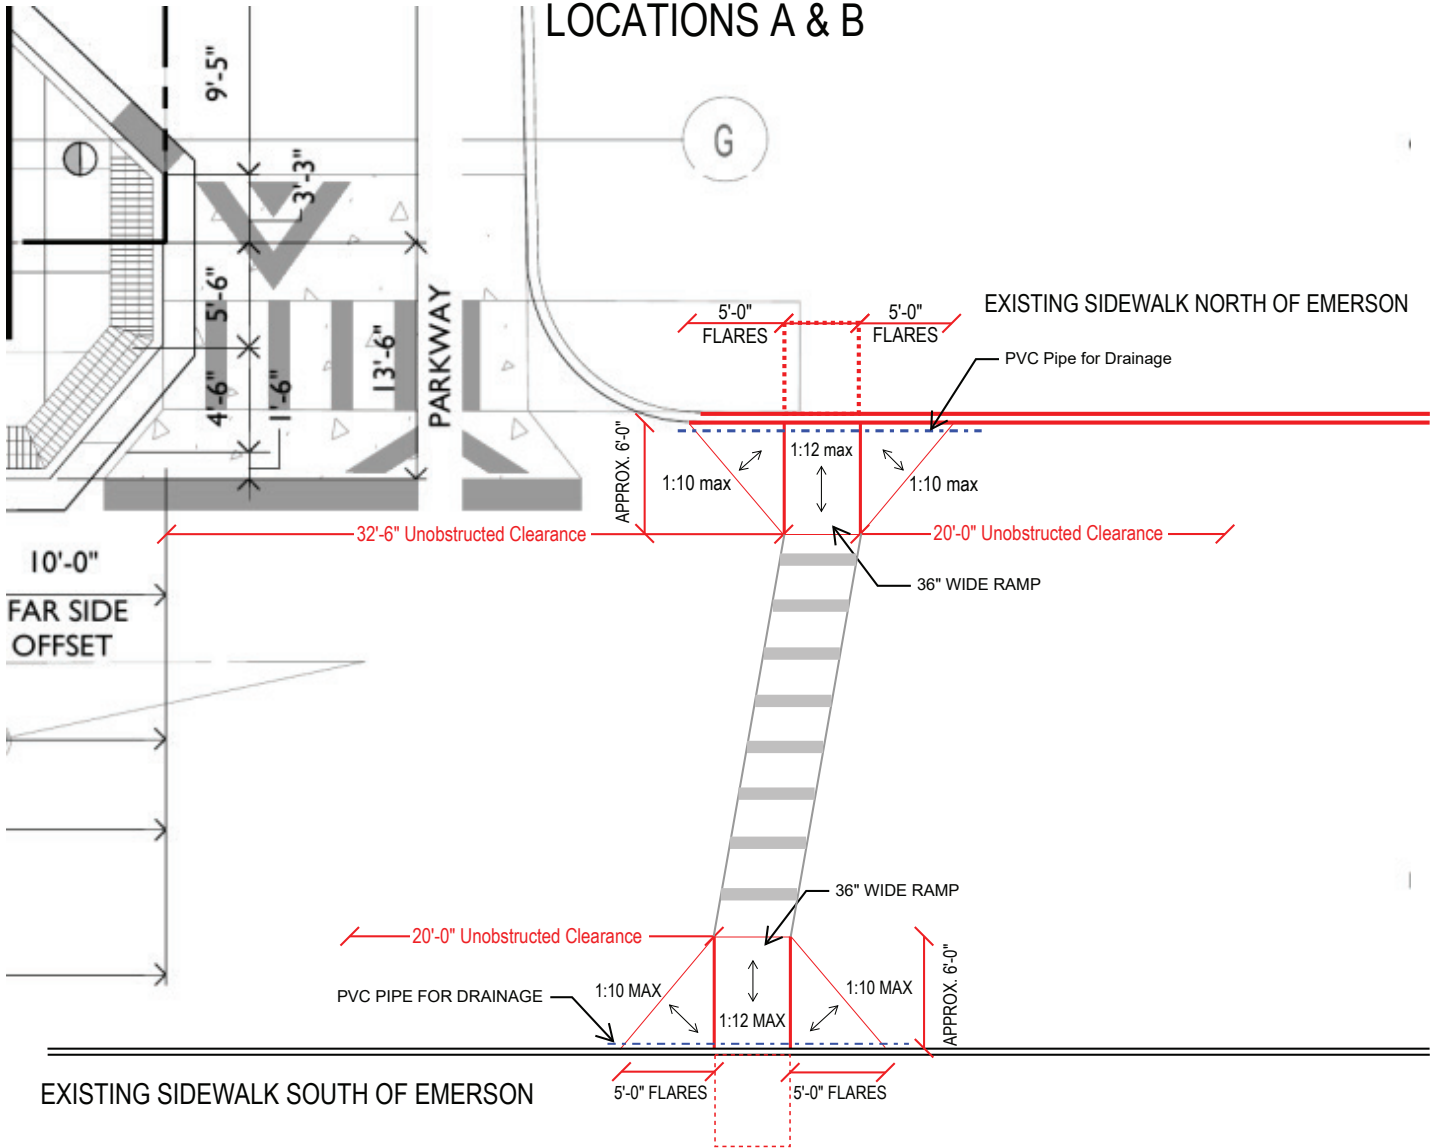 LOCATIONS A & B
9'-5"
G
3'-3"
5'-6"
PARKWAY
13'-6"
4'-6"
1'-6"
5'-0"
FLARES
5'-0"
FLARES
EXISTING SIDEWALK NORTH OF EMERSON
PVC Pipe for Drainage
APPROX. 6'-0"
1:12 max
1:10 max
1:10 max
32'-6" Unobstructed Clearance
20'-0" Unobstructed Clearance
10'-0"
FAR SIDE
OFFSET
36" WIDE RAMP
36" WIDE RAMP
20'-0" Unobstructed Clearance
PVC PIPE FOR DRAINAGE
1:10 MAX
1:12 MAX
1:10 MAX
APPROX. 6'-0"
5'-0" FLARES
5'-0" FLARES
EXISTING SIDEWALK SOUTH OF EMERSON